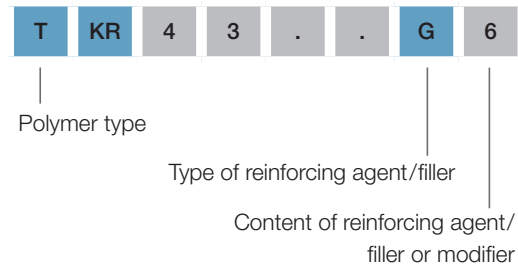 T KR 4 3 . . G 6
Polymer type
Type of reinforcing agent/filler
Content of reinforcing agent/
filler or modifier